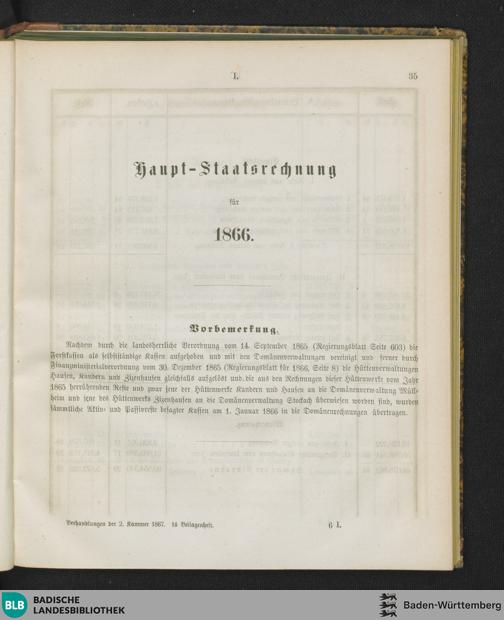 I.
35
Haupt-Staatsrechnung
für
1866.
Vorbemerkung.
Nachdem durch die landesherrliche Verordnung vom 14. September 1865 (Regierungsblatt Seite 603) die
Forstkassen als selbstständige Kassen aufgehoben und mit den Domänenverwaltungen vereinigt und ferner durch
Finanzministerialverordnung vom 30. Dezember 1865 (Regierungsblatt für 1866, Seite 8) die Hüttenverwaltungen
Hausen, Kandern und Zizenhausen gleichfalls aufgelöst und die aus den Rechnungen dieser Hüttenwerke vom Jahr
1865 herrührenden Reste und zwar jene der Hüttenwerke Kandern und Hausen an die Domänenverwaltung Müll-
heim und jene des Hüttenwerks Zizenhausen an die Domänenverwaltung Stockach überwiesen worden sind, wurden
sämmtliche Aktiv- und Passivreste besagter Kassen am 1. Januar 1866 in die Domänenrechnungen übertragen.
Verhandlungen der 2. Kammer 1867. 16 Beilagenheft.
6 I.
BLB BADISCHE
LANDESBIBLIOTHEK
Baden-Württemberg